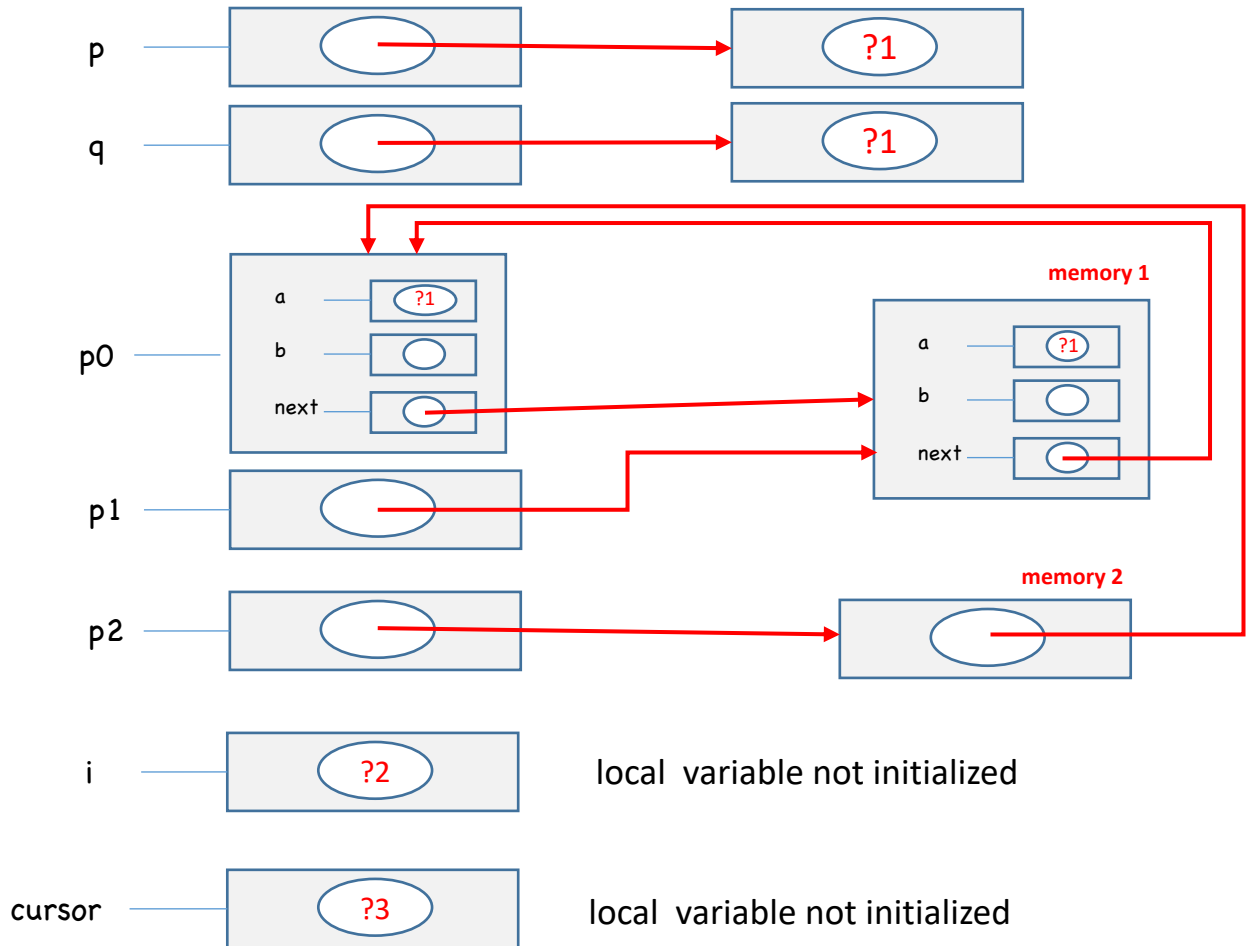 p
?1
q
?1
a
?1
b
next
p0
memory 1
a
?1
b
next
p1
memory 2
p2
i
?2
local variable not initialized
cursor
?3
local variable not initialized